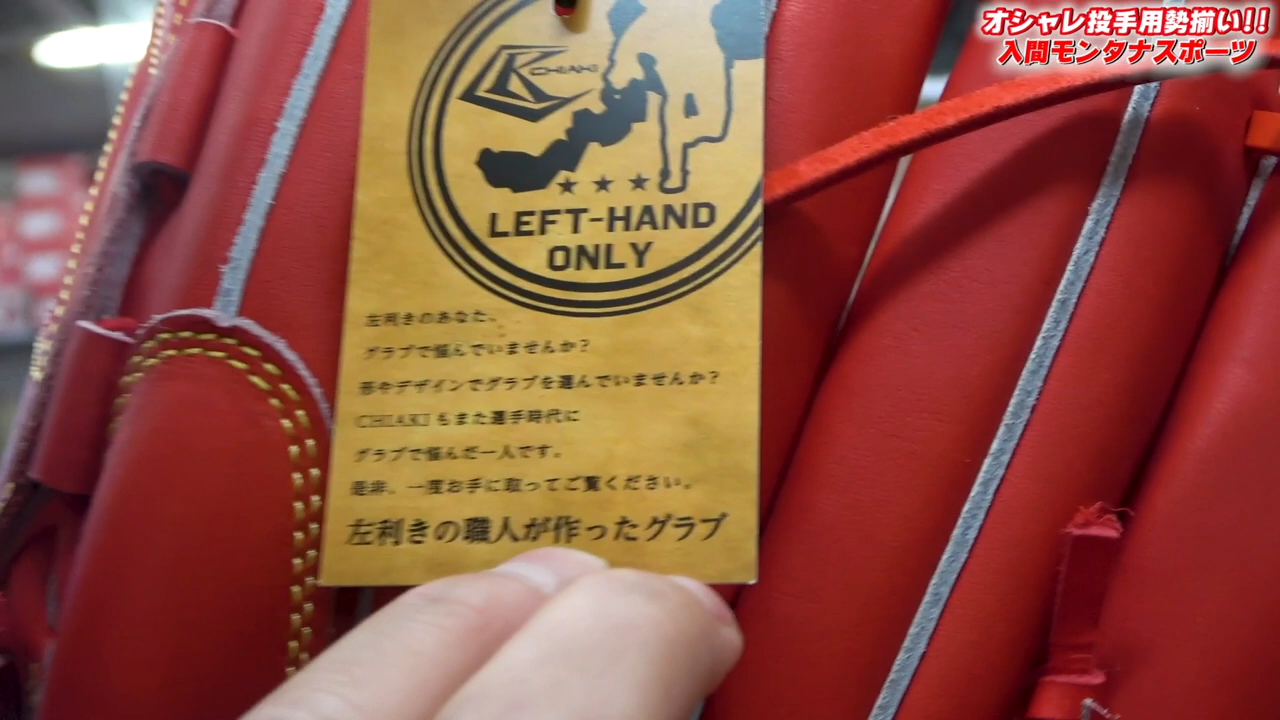 オシャレ投手用勢揃い!!
入間モンタナスポーツ
CHIAKI
LEFT-HAND
ONLY
左利きのあなた、
グラブで悩んでいませんか?
形やデザインでグラブを選んでいませんか?
CHIAKIもまた選手時代に
グラブで悩んだ一人です。
是非、一度お手に取ってご覧ください。
左利きの職人が作ったグラブ